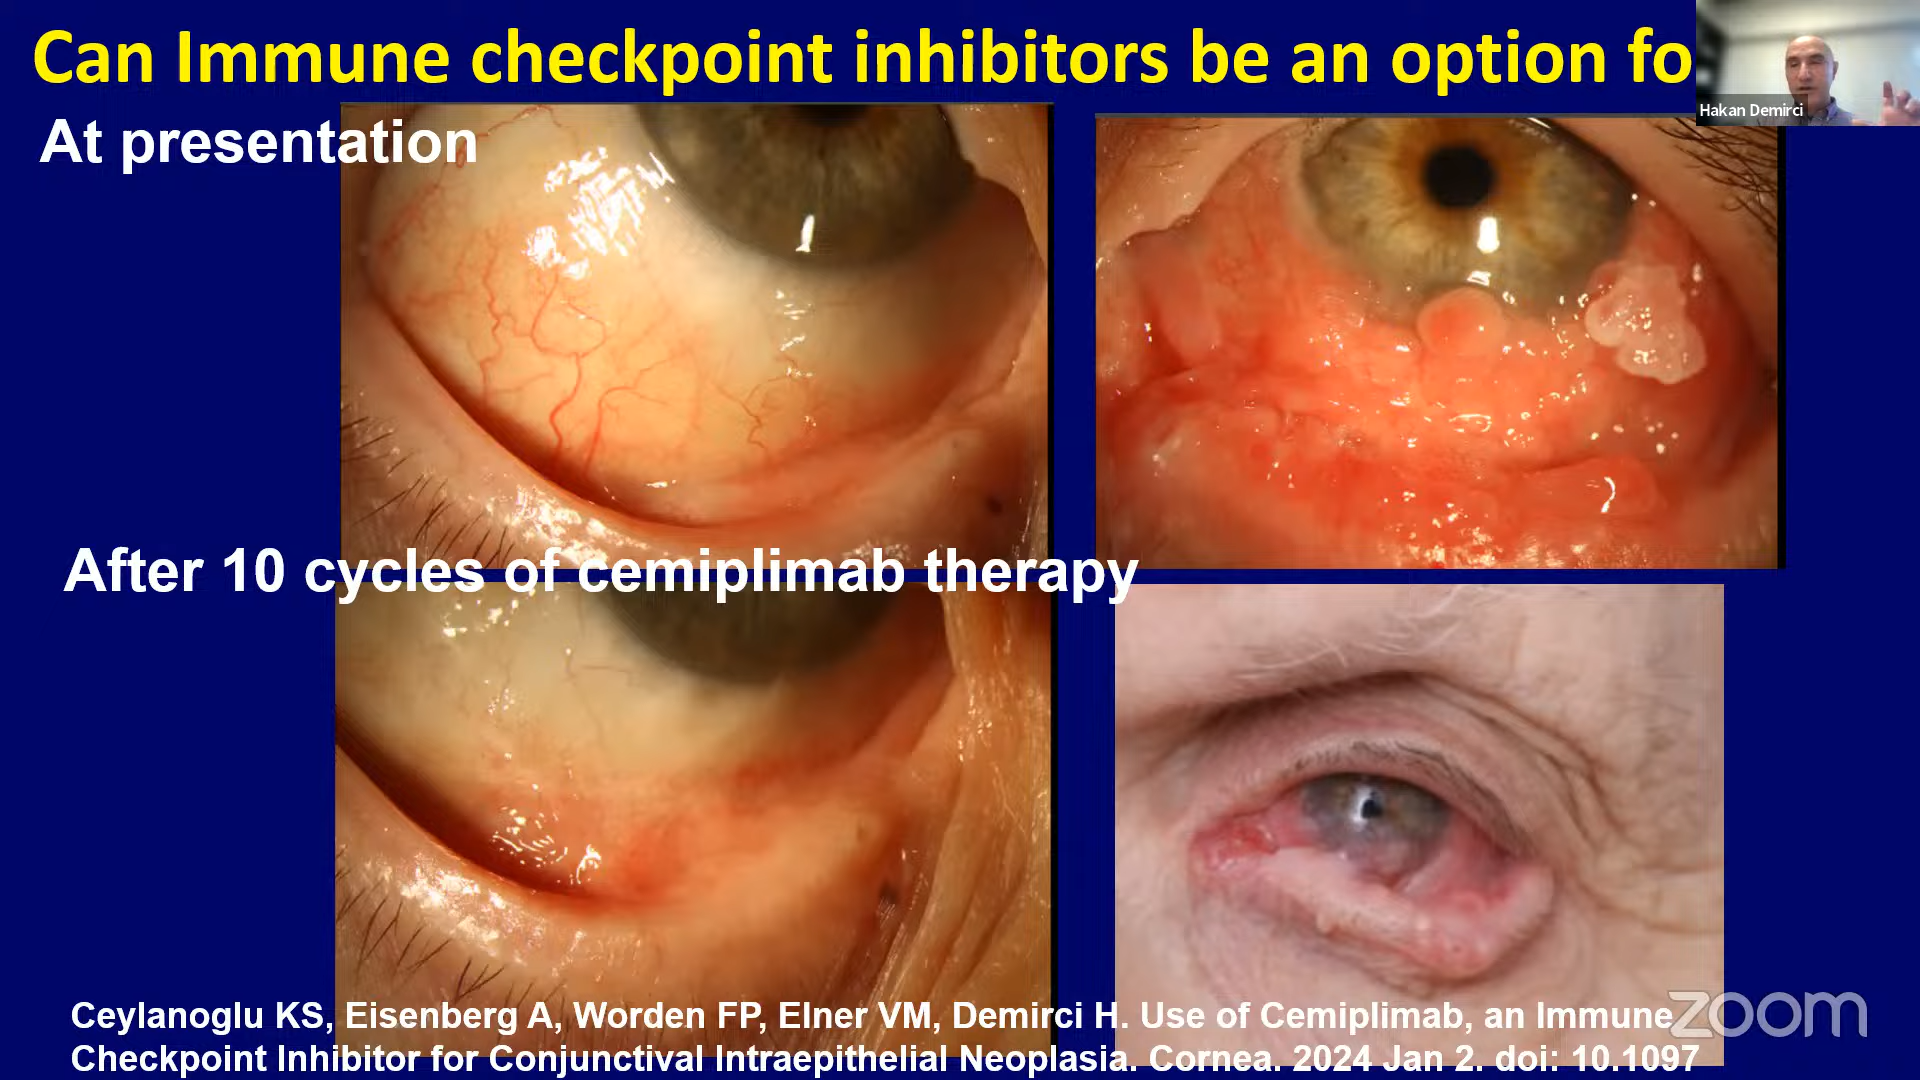 Can Immune checkpoint inhibitors be an option fo
Hakan Demirci
At presentation
After 10 cycles of cemiplimab therapy
Ceylanoglu KS, Eisenberg A, Worden FP, Elner VM, Demirci H. Use of Cemiplimab, an Immune
Checkpoint Inhibitor for Conjunctival Intraepithelial Neoplasia. Cornea. 2024 Jan 2. doi: 10.1097
zoom